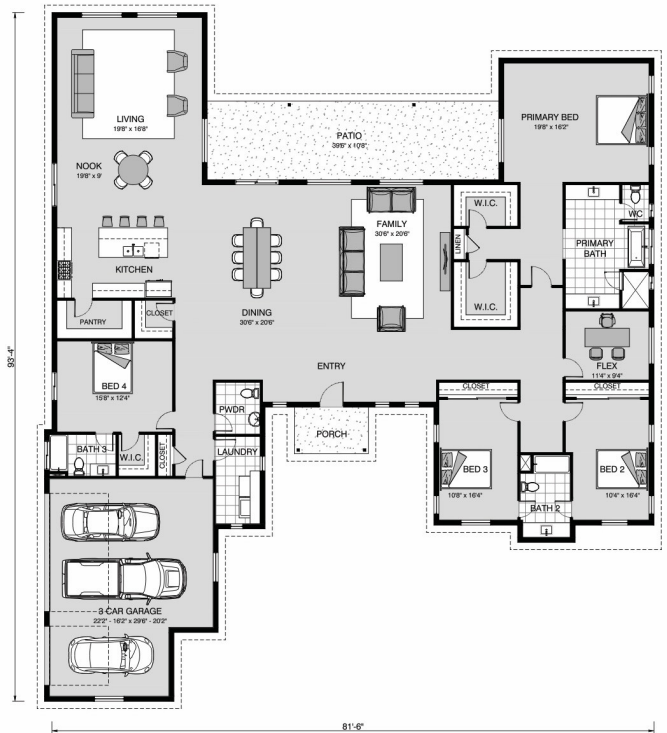 LIVING
19'8" x 16'8"
NOOK
19'8" x 9'
KITCHEN
PANTRY
CLOSET
PATIO
39'6" x 10'8"
PRIMARY BED
19'8" x 16'2"
W.I.C.
WC
FAMILY
30'6" x 20'6"
LINEN
PRIMARY
BATH
W.I.C.
DINING
30'6" x 20'6"
ENTRY
FLEX
11'4" x 9'4"
CLOSET
CLOSET
BED 4
15'8" x 12'4"
PWDR
PORCH
BATH 3
W.I.C.
CLOSET
LAUNDRY
BED 3
10'8" x 16'4"
BED 2
10'4" x 16'4"
BATH 2
3 CAR GARAGE
22'2" - 16'2" x 29'6" - 20'2"
93'-4"
81'-6"